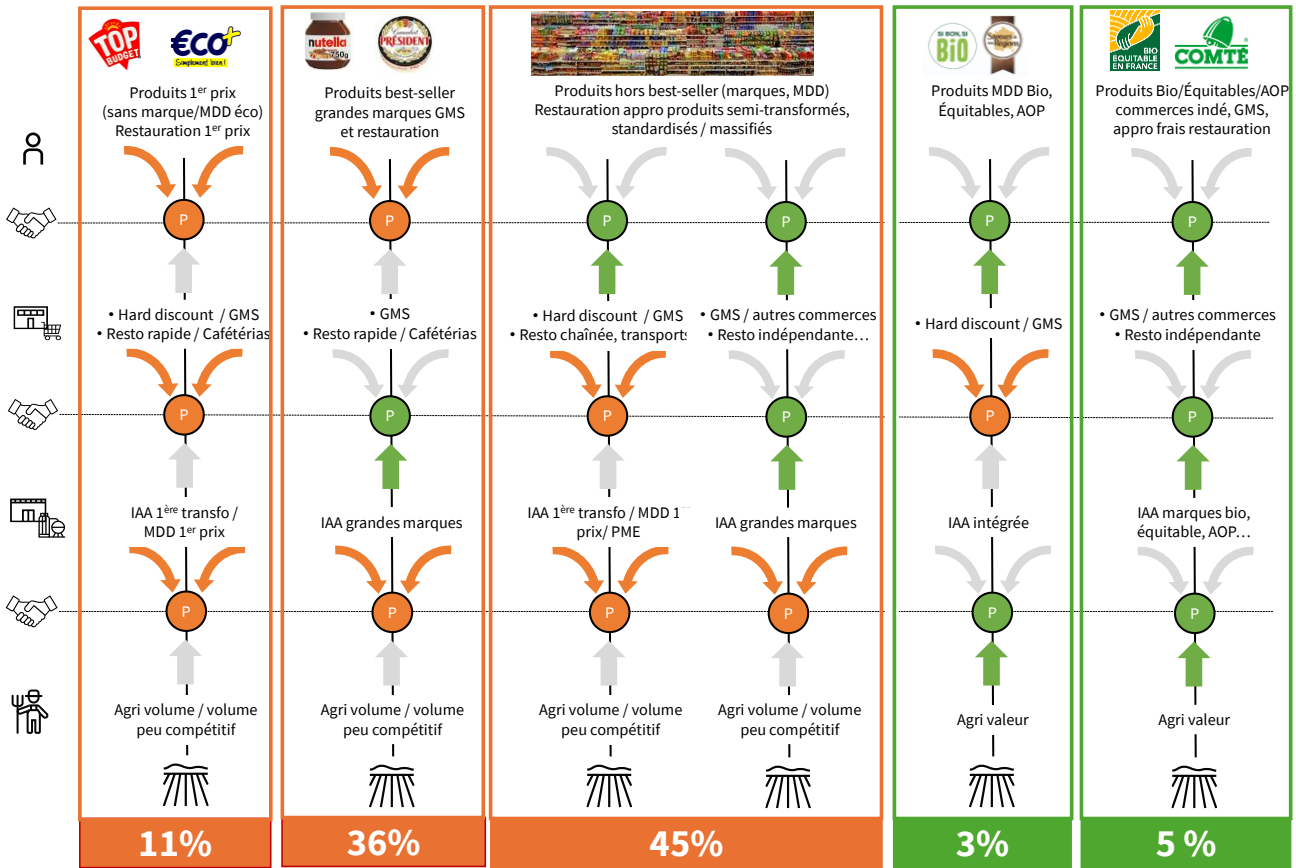 TOP
BUDGET
€co+
Simplement bien !
nutella
750g
Camembert
PRÉSIDENT
SI BON, SI
BIO
Saveurs de
nos Régions
BIO
EQUITABLE
EN FRANCE
COMTÉ
Produits 1er prix
(sans marque/MDD éco)
Restauration 1er prix
Produits best-seller
grandes marques GMS
et restauration
Produits hors best-seller (marques, MDD)
Restauration appro produits semi-transformés,
standardisés / massifiés
Produits MDD Bio,
Équitables, AOP
Produits Bio/Équitables/AOP
commerces indé, GMS,
appro frais restauration
P
P
P
P
P
P
• Hard discount / GMS
• Resto rapide / Cafétérias
• GMS
• Resto rapide / Cafétérias
• Hard discount / GMS
• Resto chaînée, transports
• GMS / autres commerces
• Resto indépendante…
• Hard discount / GMS
• GMS / autres commerces
• Resto indépendante
P
P
P
P
P
P
IAA 1ère transfo /
MDD 1er prix
IAA grandes marques
IAA 1ère transfo / MDD 1
prix/ PME
IAA grandes marques
IAA intégrée
IAA marques bio,
équitable, AOP…
P
P
P
P
P
P
Agri volume / volume
peu compétitif
Agri volume / volume
peu compétitif
Agri volume / volume
peu compétitif
Agri volume / volume
peu compétitif
Agri valeur
Agri valeur
11%
36%
45%
3%
5 %